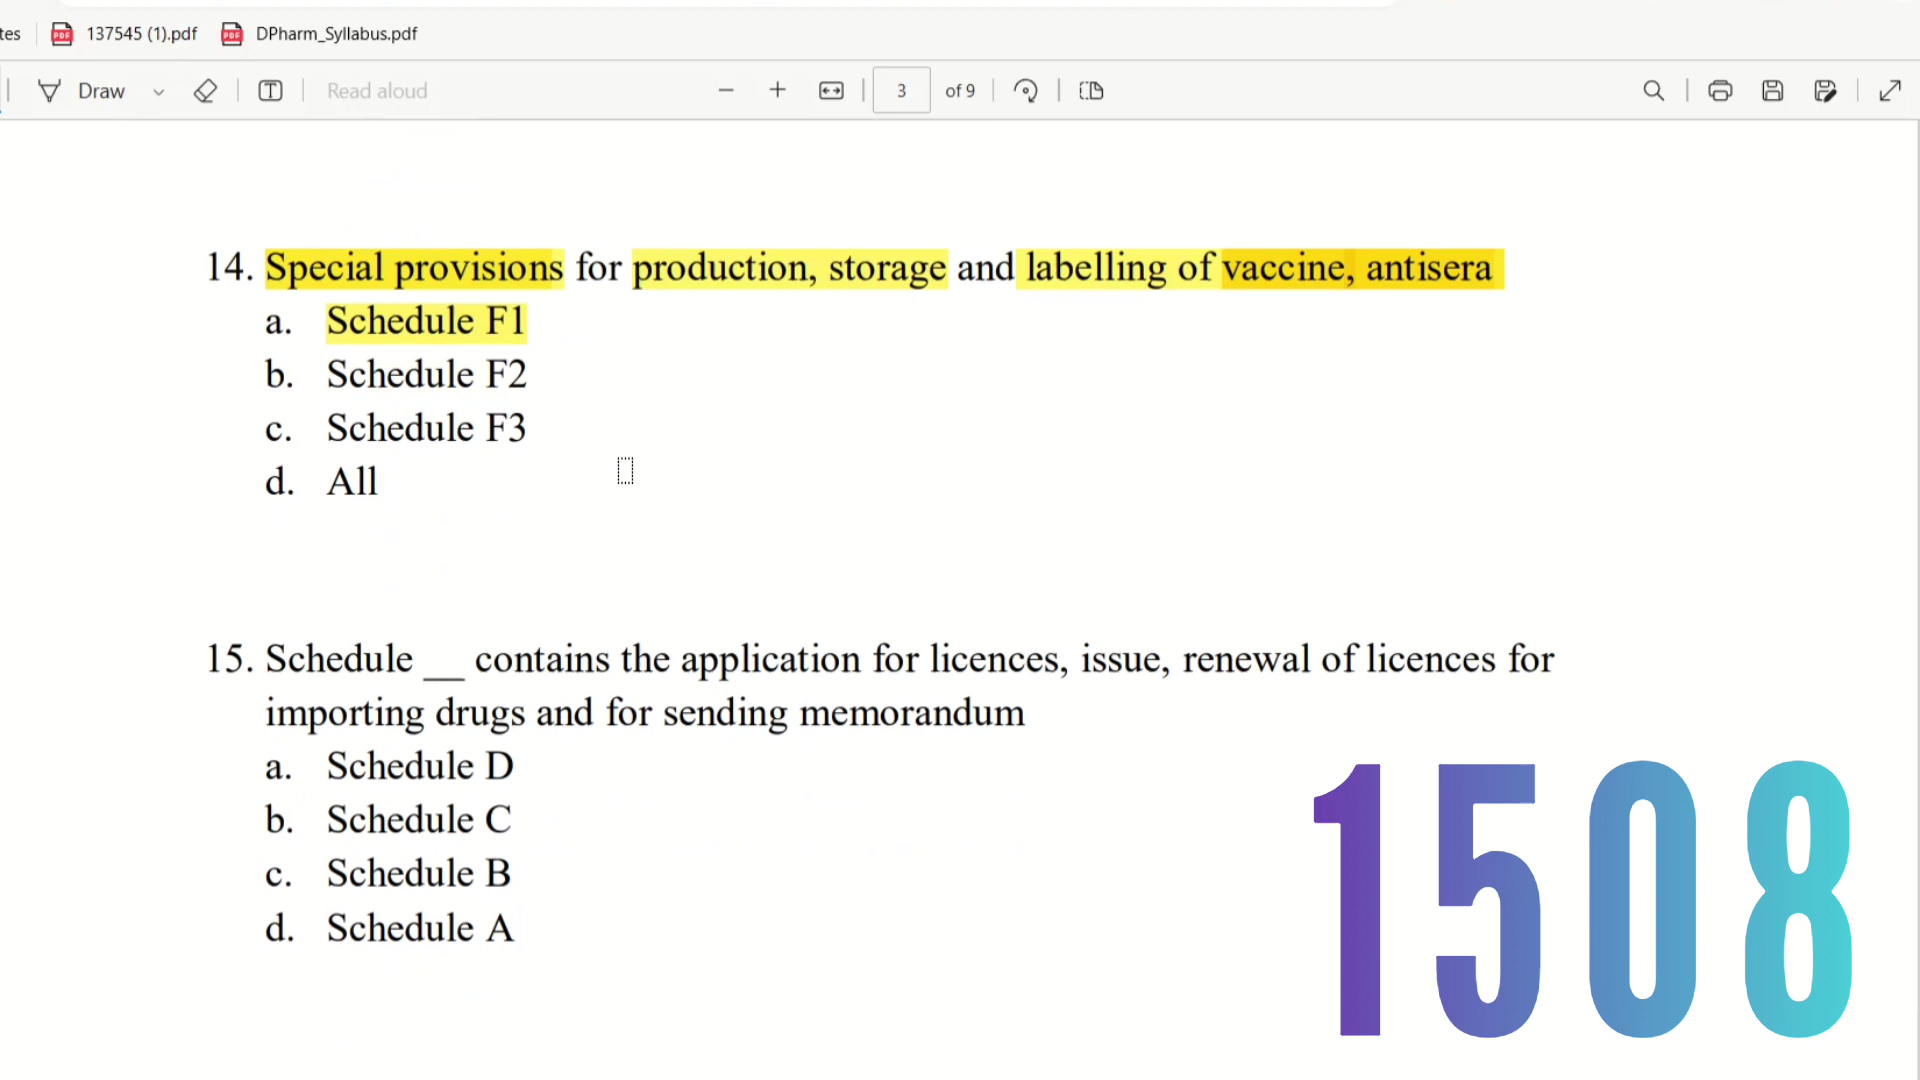 tes 137545 (1).pdf DPharm_Syllabus.pdf
Draw Read aloud 3 of 9
14. Special provisions for production, storage and labelling of vaccine, antisera
a. Schedule F1
b. Schedule F2
c. Schedule F3
d. All
15. Schedule __ contains the application for licences, issue, renewal of licences for
importing drugs and for sending memorandum
a. Schedule D
b. Schedule C
c. Schedule B
d. Schedule A
1508